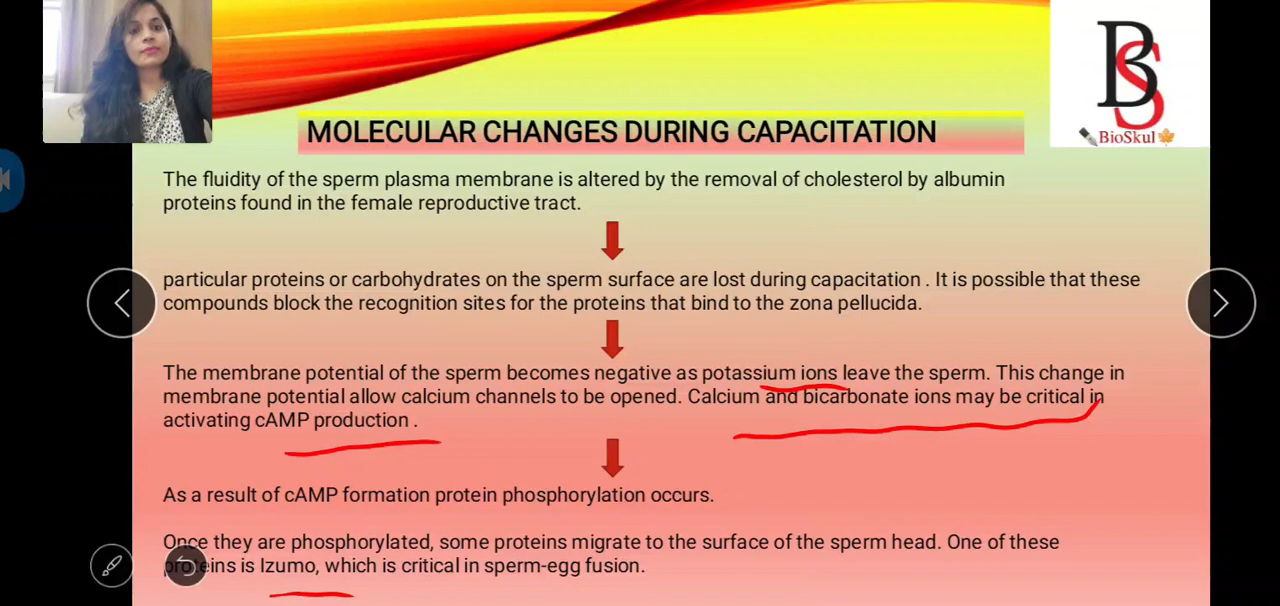 BS
BioSkul
MOLECULAR CHANGES DURING CAPACITATION
The fluidity of the sperm plasma membrane is altered by the removal of cholesterol by albumin
proteins found in the female reproductive tract.
particular proteins or carbohydrates on the sperm surface are lost during capacitation . It is possible that these
compounds block the recognition sites for the proteins that bind to the zona pellucida.
The membrane potential of the sperm becomes negative as potassium ions leave the sperm. This change in
membrane potential allow calcium channels to be opened. Calcium and bicarbonate ions may be critical in
activating cAMP production .
As a result of cAMP formation protein phosphorylation occurs.
Once they are phosphorylated, some proteins migrate to the surface of the sperm head. One of these
proteins is Izumo, which is critical in sperm-egg fusion.